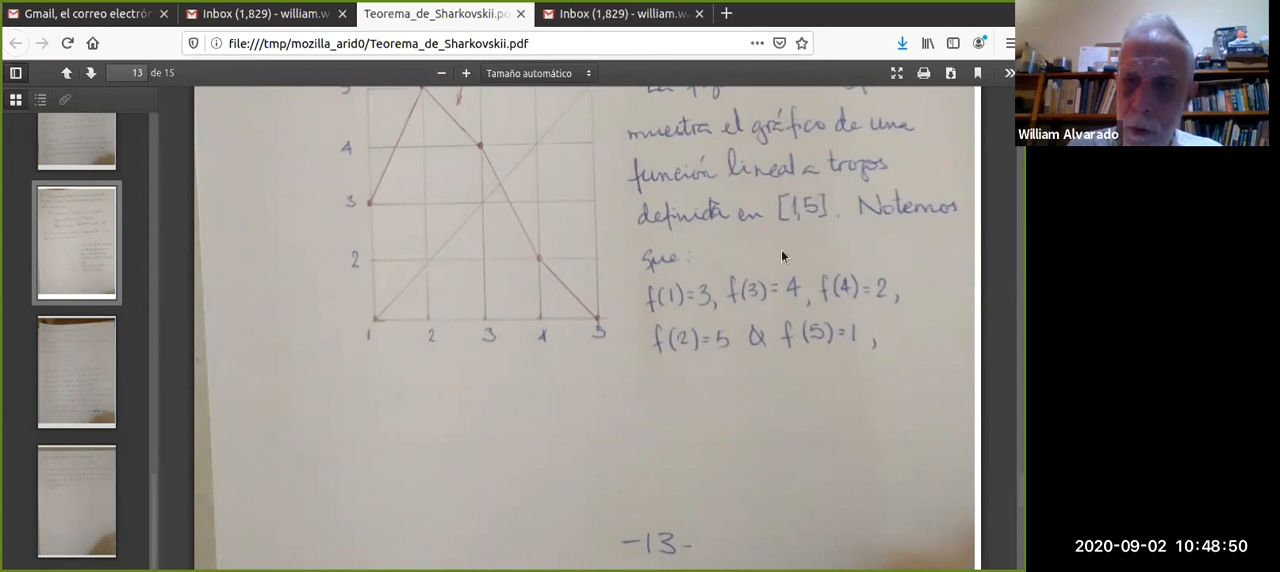 Gmail, el correo electrór
Inbox (1,829) - william.w
Teorema_de_Sharkovskii.po
Inbox (1,829) - william.w
file:///tmp/mozilla_arid0/Teorema_de_Sharkovskii.pdf
13 de 15
Tamaño automático
William Alvarado
muestra el gráfico de una
función lineal a trozos
definida en [1,5]. Notemos
que:
f(1)=3, f(3)=4, f(4)=2,
f(2)=5 & f(5)=1,
5
4
3
2
1 2 3 4 5
-13-
2020-09-02 10:48:50